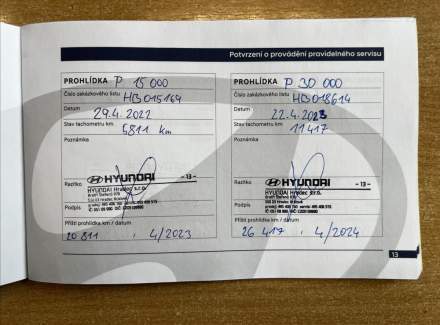 Potvrzení o provádění pravidelného servisu
PROHLÍDKA P 15 000
Číslo zakázkového listu HB015164
Datum 29.4.2022
Stav tachometru km 5811 km
Poznámka
Razítko HYUNDAI - 13 -
HYUNDAI Hradec s.r.o.
Podpis
Příští prohlídka km / datum
20 811 , 4/2023
PROHLÍDKA P 30 000
Číslo zakázkového listu HB018614
Datum 22.4.2023
Stav tachometru km 11417
Poznámka
Razítko HYUNDAI - 13 -
HYUNDAI Hradec s.r.o.
Podpis
Příští prohlídka km / datum
26 417 , 4/2024
13